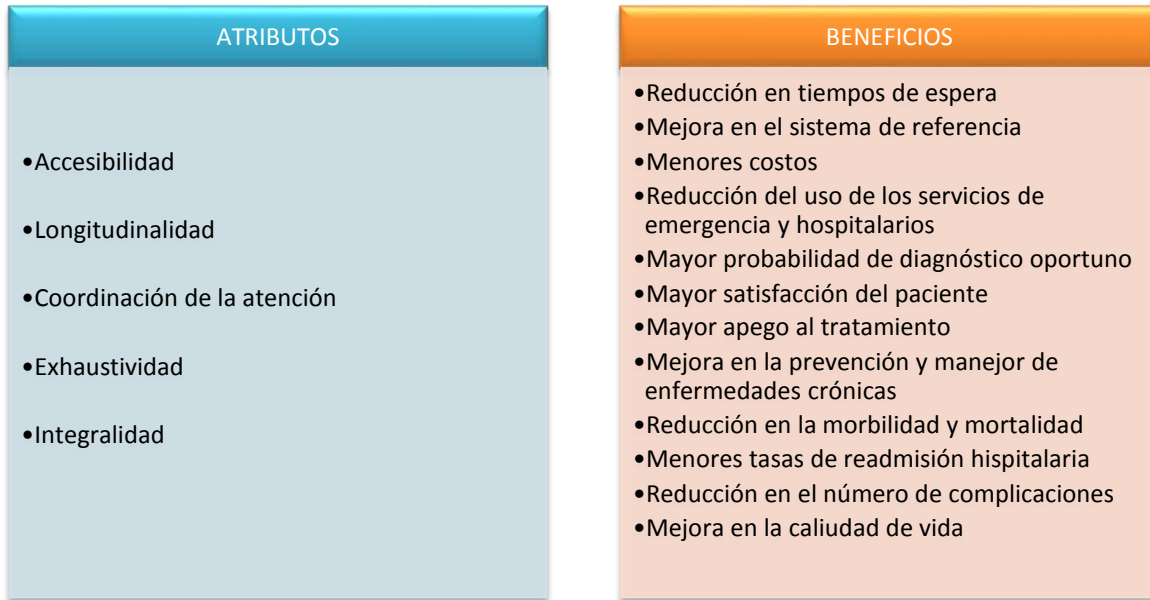 ATRIBUTOS
•Accesibilidad
•Longitudinalidad
•Coordinación de la atención
•Exhaustividad
•Integralidad
BENEFICIOS
•Reducción en tiempos de espera
•Mejora en el sistema de referencia
•Menores costos
•Reducción del uso de los servicios de
emergencia y hospitalarios
•Mayor probabilidad de diagnóstico oportuno
•Mayor satisfacción del paciente
•Mayor apego al tratamiento
•Mejora en la prevención y manejor de
enfermedades crónicas
•Reducción en la morbilidad y mortalidad
•Menores tasas de readmisión hispitalaria
•Reducción en el número de complicaciones
•Mejora en la caliudad de vida